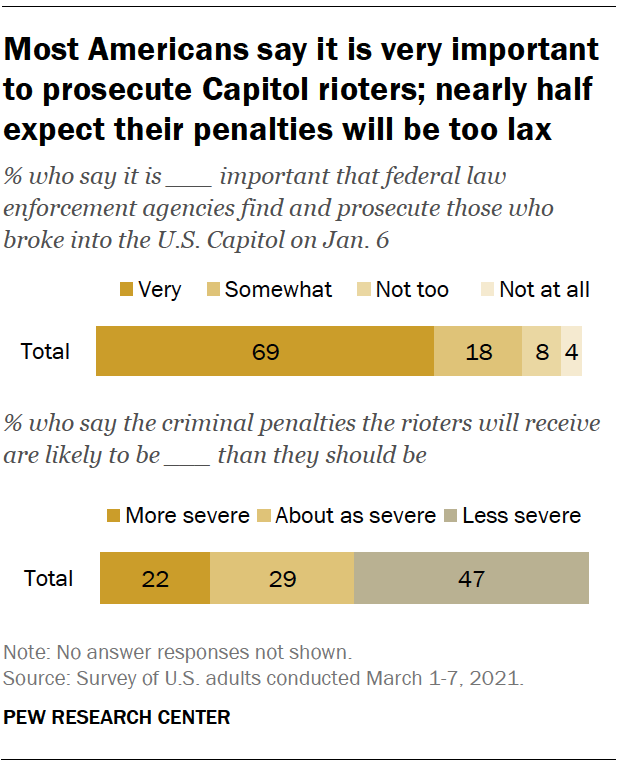 Most Americans say it is very important
to prosecute Capitol rioters; nearly half
expect their penalties will be too lax
% who say it is ___ important that federal law
enforcement agencies find and prosecute those who
broke into the U.S. Capitol on Jan. 6
Very Somewhat Not too Not at all
Total 69 18 8 4
% who say the criminal penalties the rioters will receive
are likely to be ___ than they should be
More severe About as severe Less severe
Total 22 29 47
Note: No answer responses not shown.
Source: Survey of U.S. adults conducted March 1-7, 2021.
PEW RESEARCH CENTER